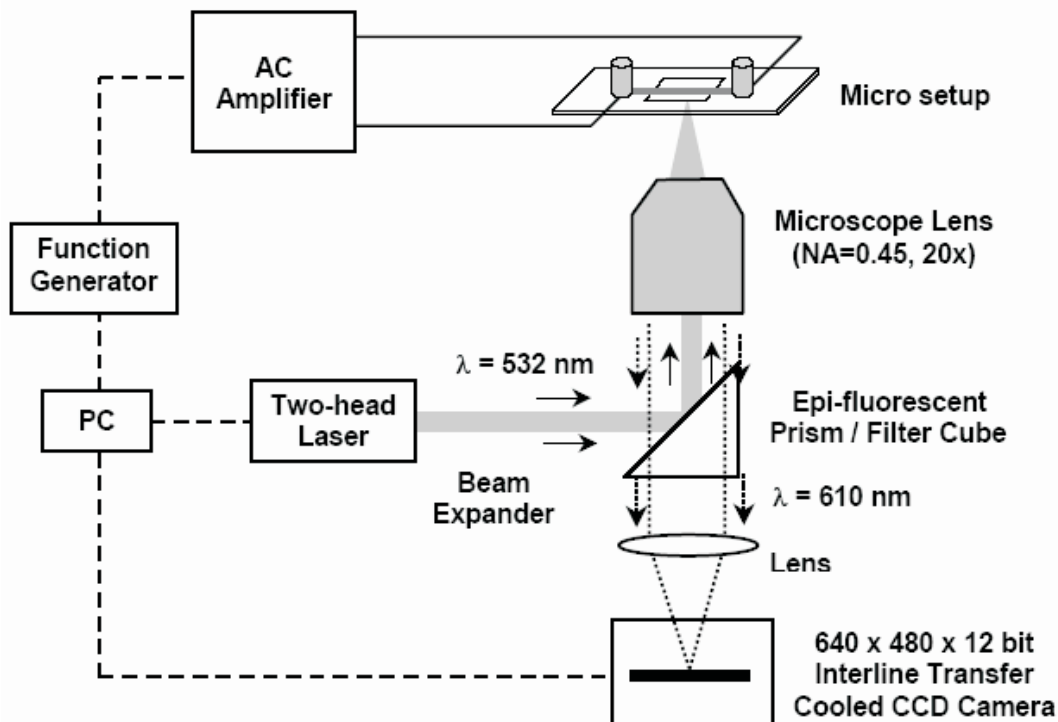 AC
Amplifier
Micro setup
Function
Generator
Microscope Lens
(NA=0.45, 20x)
λ = 532 nm
PC
Two-head
Laser
Epi-fluorescent
Prism / Filter Cube
Beam
Expander
λ = 610 nm
Lens
640 x 480 x 12 bit
Interline Transfer
Cooled CCD Camera